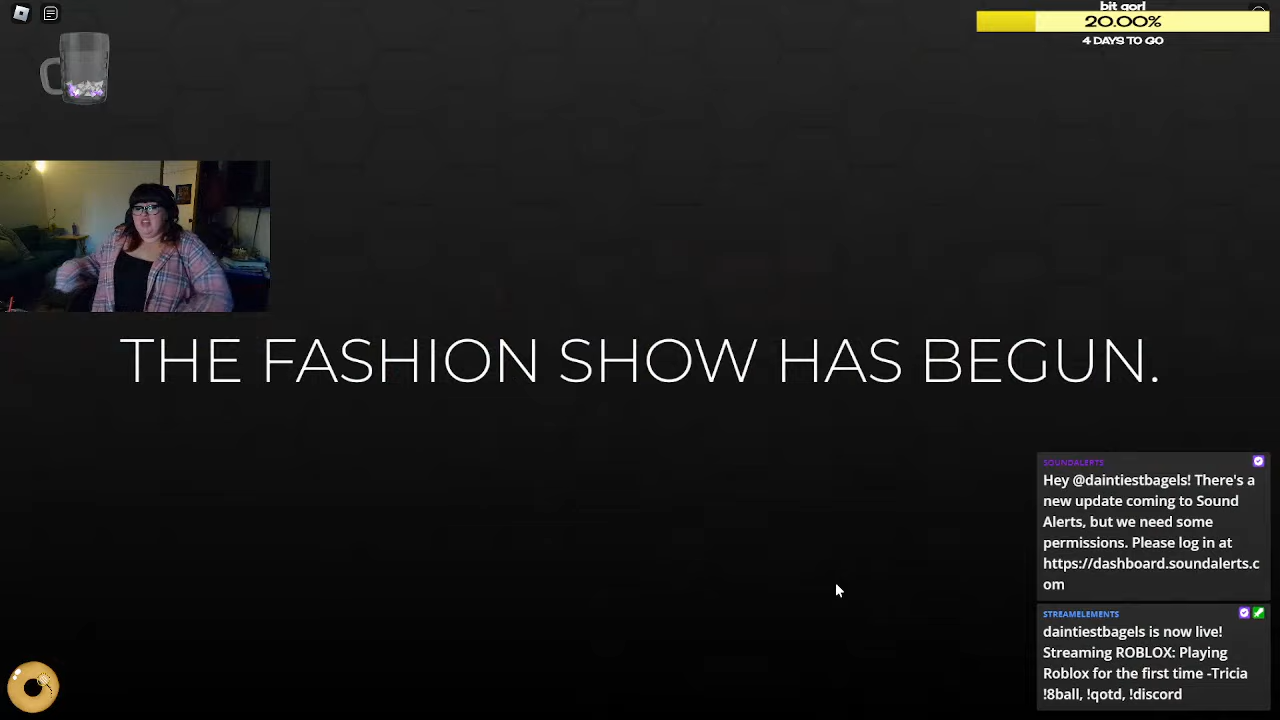 bit gorl
20.00%
4 DAYS TO GO
THE FASHION SHOW HAS BEGUN.
SOUNDALERTS
Hey @daintiestbagels! There's a
new update coming to Sound
Alerts, but we need some
permissions. Please log in at
https://dashboard.soundalerts.c
om
STREAMELEMENTS
daintiestbagels is now live!
Streaming ROBLOX: Playing
Roblox for the first time -Tricia
!8ball, !qotd, !discord